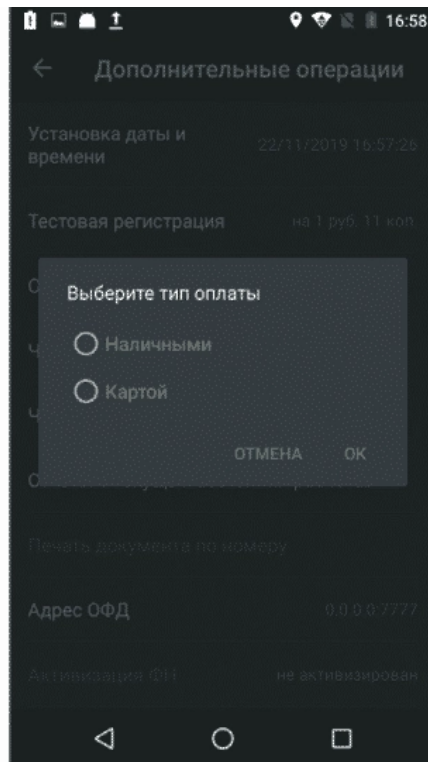 16:58
Дополнительные операции
Установка даты и
времени
22/11/2019 16:57:26
Тестовая регистрация
на 1 руб. 11 коп.
Выберите тип оплаты
Наличными
Картой
ОТМЕНА
OK
Печать документа по номеру
Адрес ОФД
0.0.0.0:7777
Активизация ФН
не активизирован